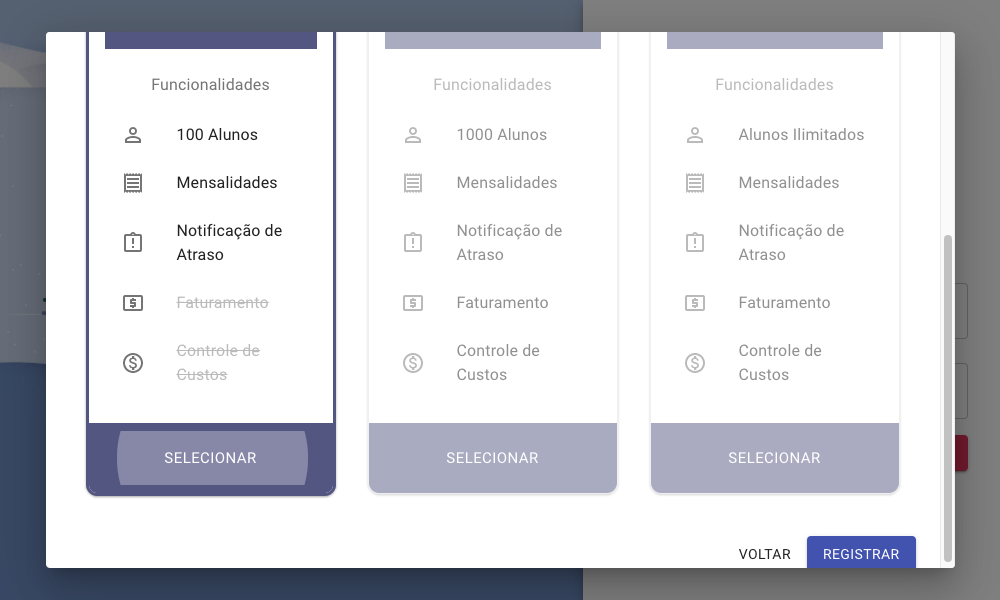 Funcionalidades
100 Alunos
Mensalidades
Notificação de
Atraso
Faturamento
Controle de
Custos
SELECIONAR
Funcionalidades
1000 Alunos
Mensalidades
Notificação de
Atraso
Faturamento
Controle de
Custos
SELECIONAR
Funcionalidades
Alunos Ilimitados
Mensalidades
Notificação de
Atraso
Faturamento
Controle de
Custos
SELECIONAR
VOLTAR
REGISTRAR